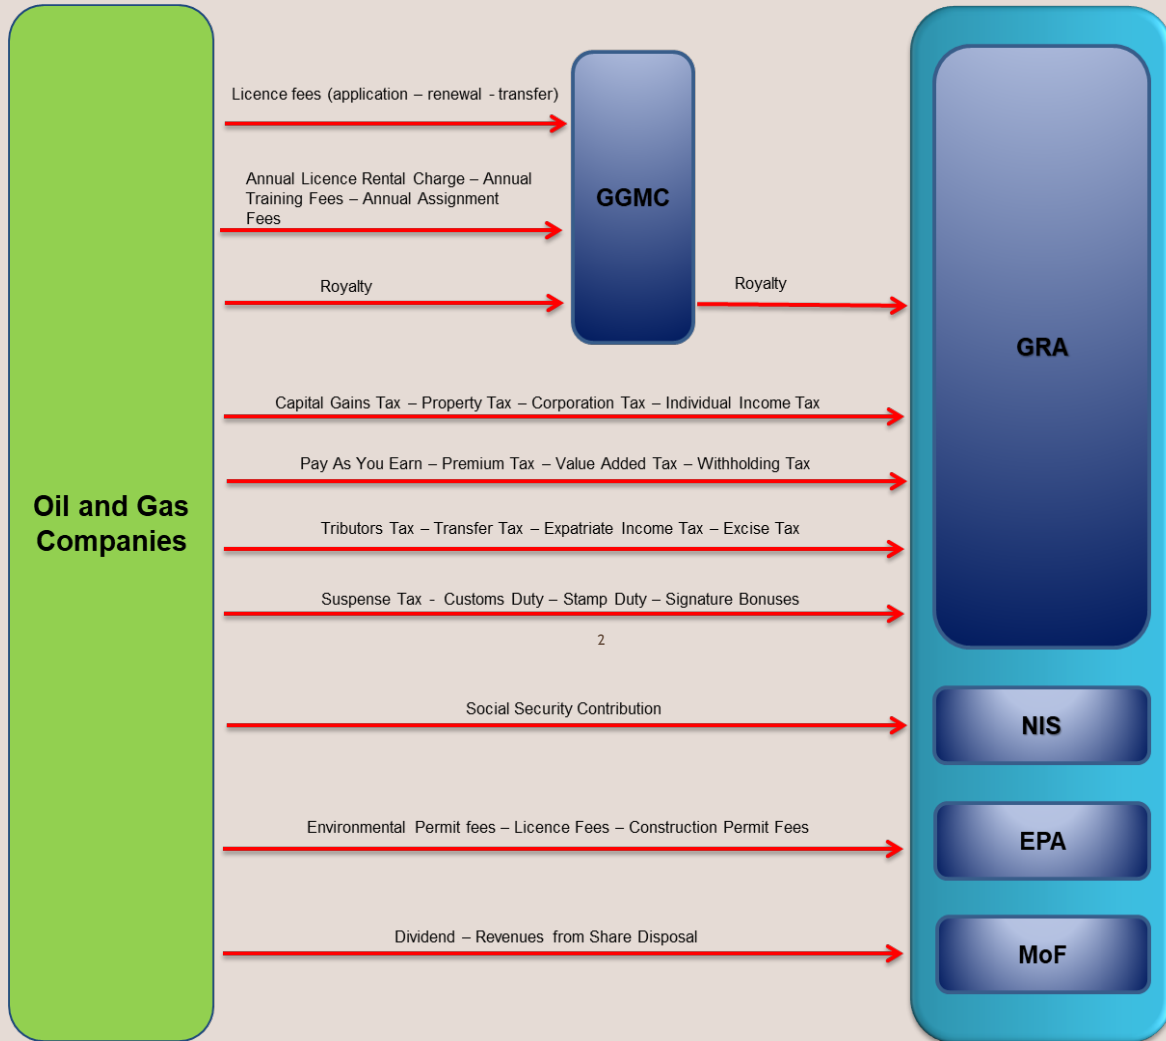 Licence fees (application – renewal - transfer)
Annual Licence Rental Charge – Annual
Training Fees – Annual Assignment
Fees
GGMC
Royalty
Royalty
GRA
Capital Gains Tax – Property Tax – Corporation Tax – Individual Income Tax
Pay As You Earn – Premium Tax – Value Added Tax – Withholding Tax
Oil and Gas
Companies
Tributors Tax – Transfer Tax – Expatriate Income Tax – Excise Tax
Suspense Tax - Customs Duty – Stamp Duty – Signature Bonuses
2
Social Security Contribution
NIS
Environmental Permit fees – Licence Fees – Construction Permit Fees
EPA
Dividend – Revenues from Share Disposal
MoF